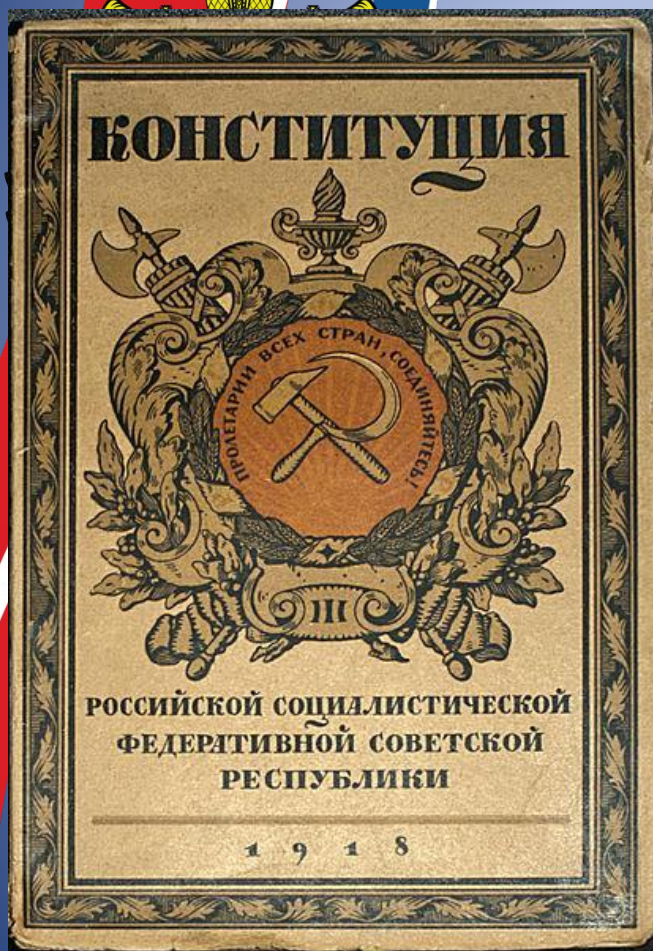 КОНСТИТУЦИЯ
ПРОЛЕТАРИИ ВСЕХ СТРАН, СОЕДИНЯЙТЕСЬ!
III
РОССИЙСКОЙ СОЦИАЛИСТИЧЕСКОЙ
ФЕДЕРАТИВНОЙ СОВЕТСКОЙ
РЕСПУБЛИКИ
1918